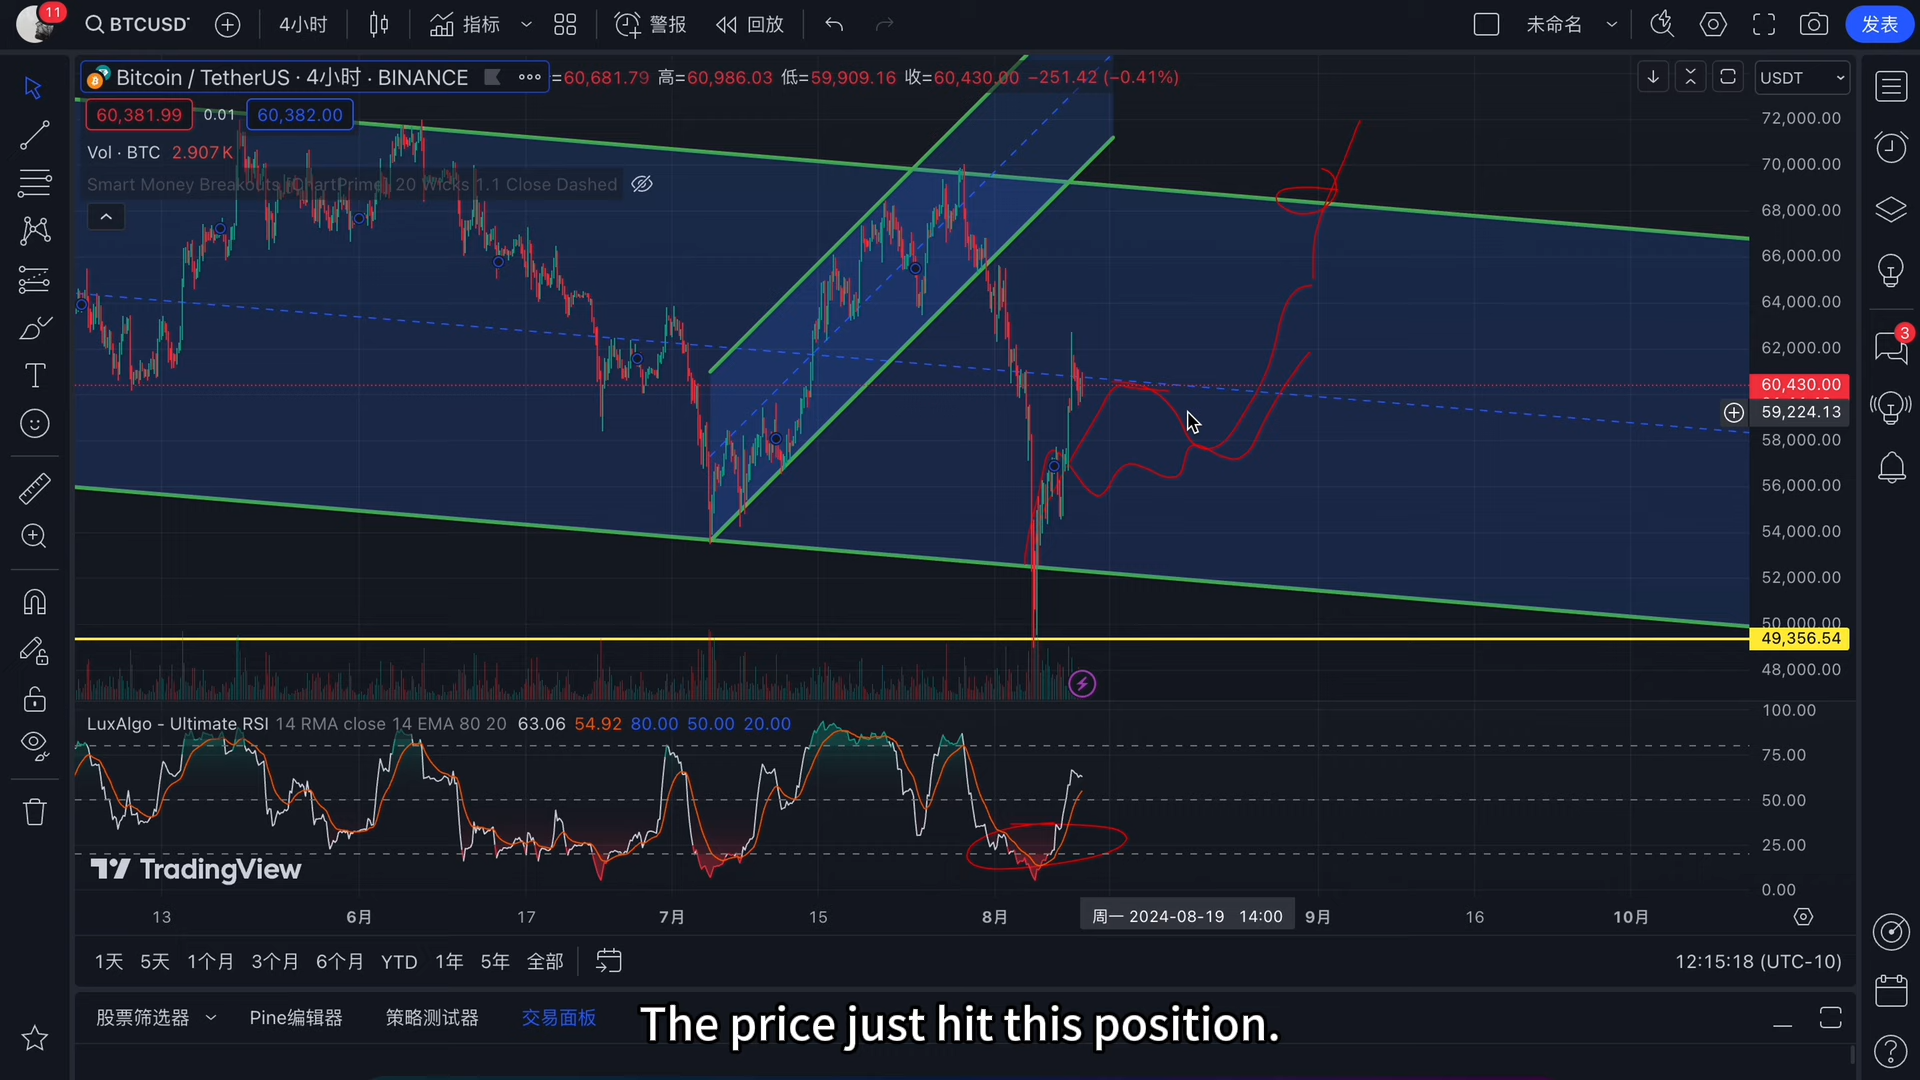 11
BTCUSDT
4小时
指标
警报
回放
未命名
发表
Bitcoin / TetherUS · 4小时 · BINANCE
=60,681.79 高=60,986.03 低=59,909.16 收=60,430.00 −251.42 (−0.41%)
USDT
60,381.99
0.01
60,382.00
Vol · BTC 2.907K
Smart Money Breakouts [ChartPrime] 20 Wicks 1.1 Close Dashed
72,000.00
70,000.00
68,000.00
66,000.00
64,000.00
62,000.00
3
60,430.00
59,224.13
58,000.00
56,000.00
54,000.00
52,000.00
50,000.00
49,356.54
48,000.00
LuxAlgo - Ultimate RSI 14 RMA close 14 EMA 80 20 63.06 54.92 80.00 50.00 20.00
100.00
75.00
50.00
25.00
0.00
TradingView
13
6月
17
7月
15
8月
周一 2024-08-19 14:00
9月
16
10月
1天 5天 1个月 3个月 6个月 YTD 1年 5年 全部
12:15:18 (UTC-10)
股票筛选器
Pine编辑器
策略测试器
交易面板
The price just hit this position.